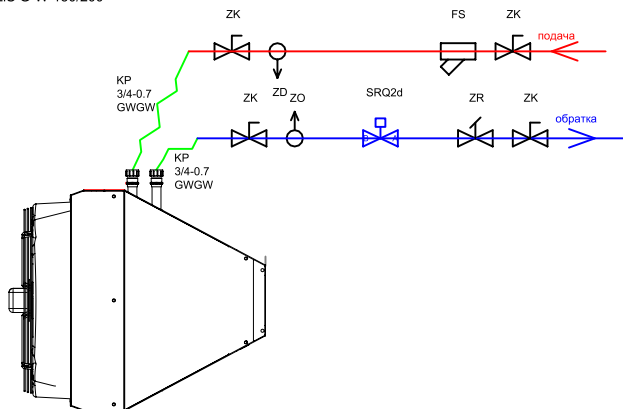 ZK
FS
ZK
подача
KP
3/4-0.7
GWGW
ZD
ZK
ZO
SRQ2d
ZR
ZK
обратка
B
A
KP
3/4-0.7
GWGW